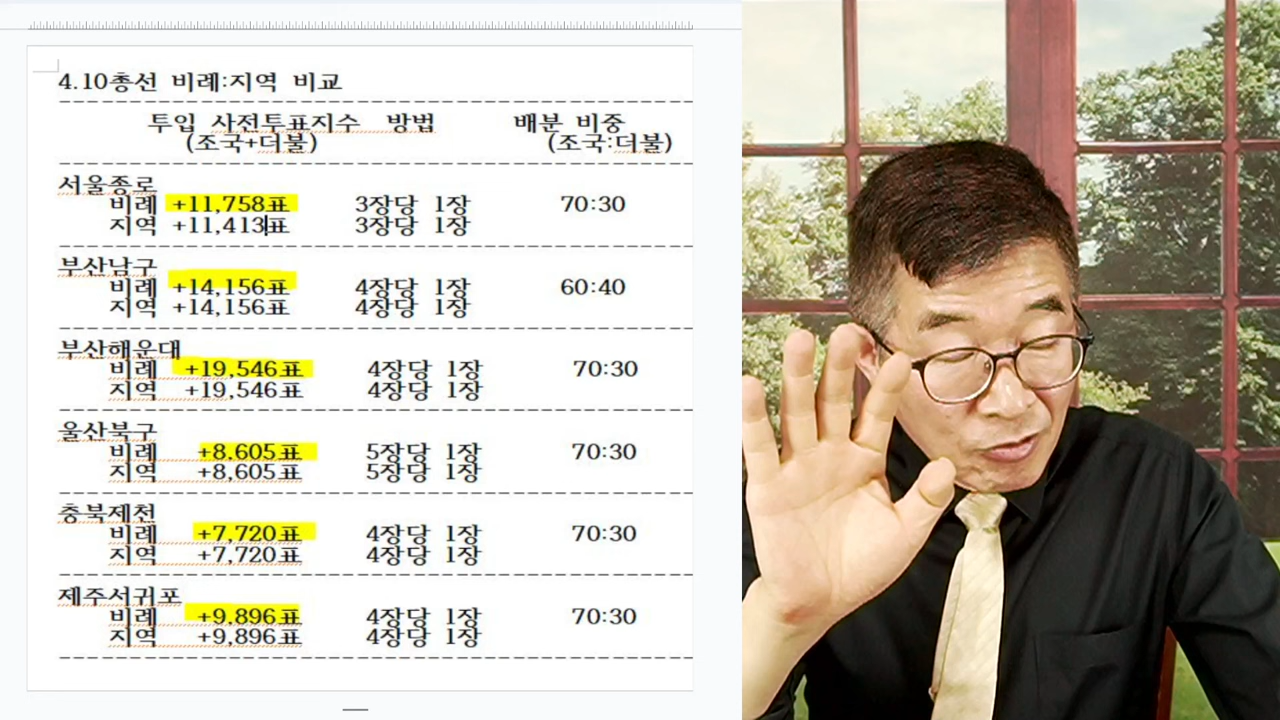 4.10총선 비례:지역 비교
투입 사전투표지수 방법 배분 비중
(조국+더불) (조국:더불)
서울종로
비례 +11,758표 3장당 1장 70:30
지역 +11,413표 3장당 1장
부산남구
비례 +14,156표 4장당 1장 60:40
지역 +14,156표 4장당 1장
부산해운대
비례 +19,546표 4장당 1장 70:30
지역 +19,546표 4장당 1장
울산북구
비례 +8,605표 5장당 1장 70:30
지역 +8,605표 5장당 1장
충북제천
비례 +7,720표 4장당 1장 70:30
지역 +7,720표 4장당 1장
제주서귀포
비례 +9,896표 4장당 1장 70:30
지역 +9,896표 4장당 1장